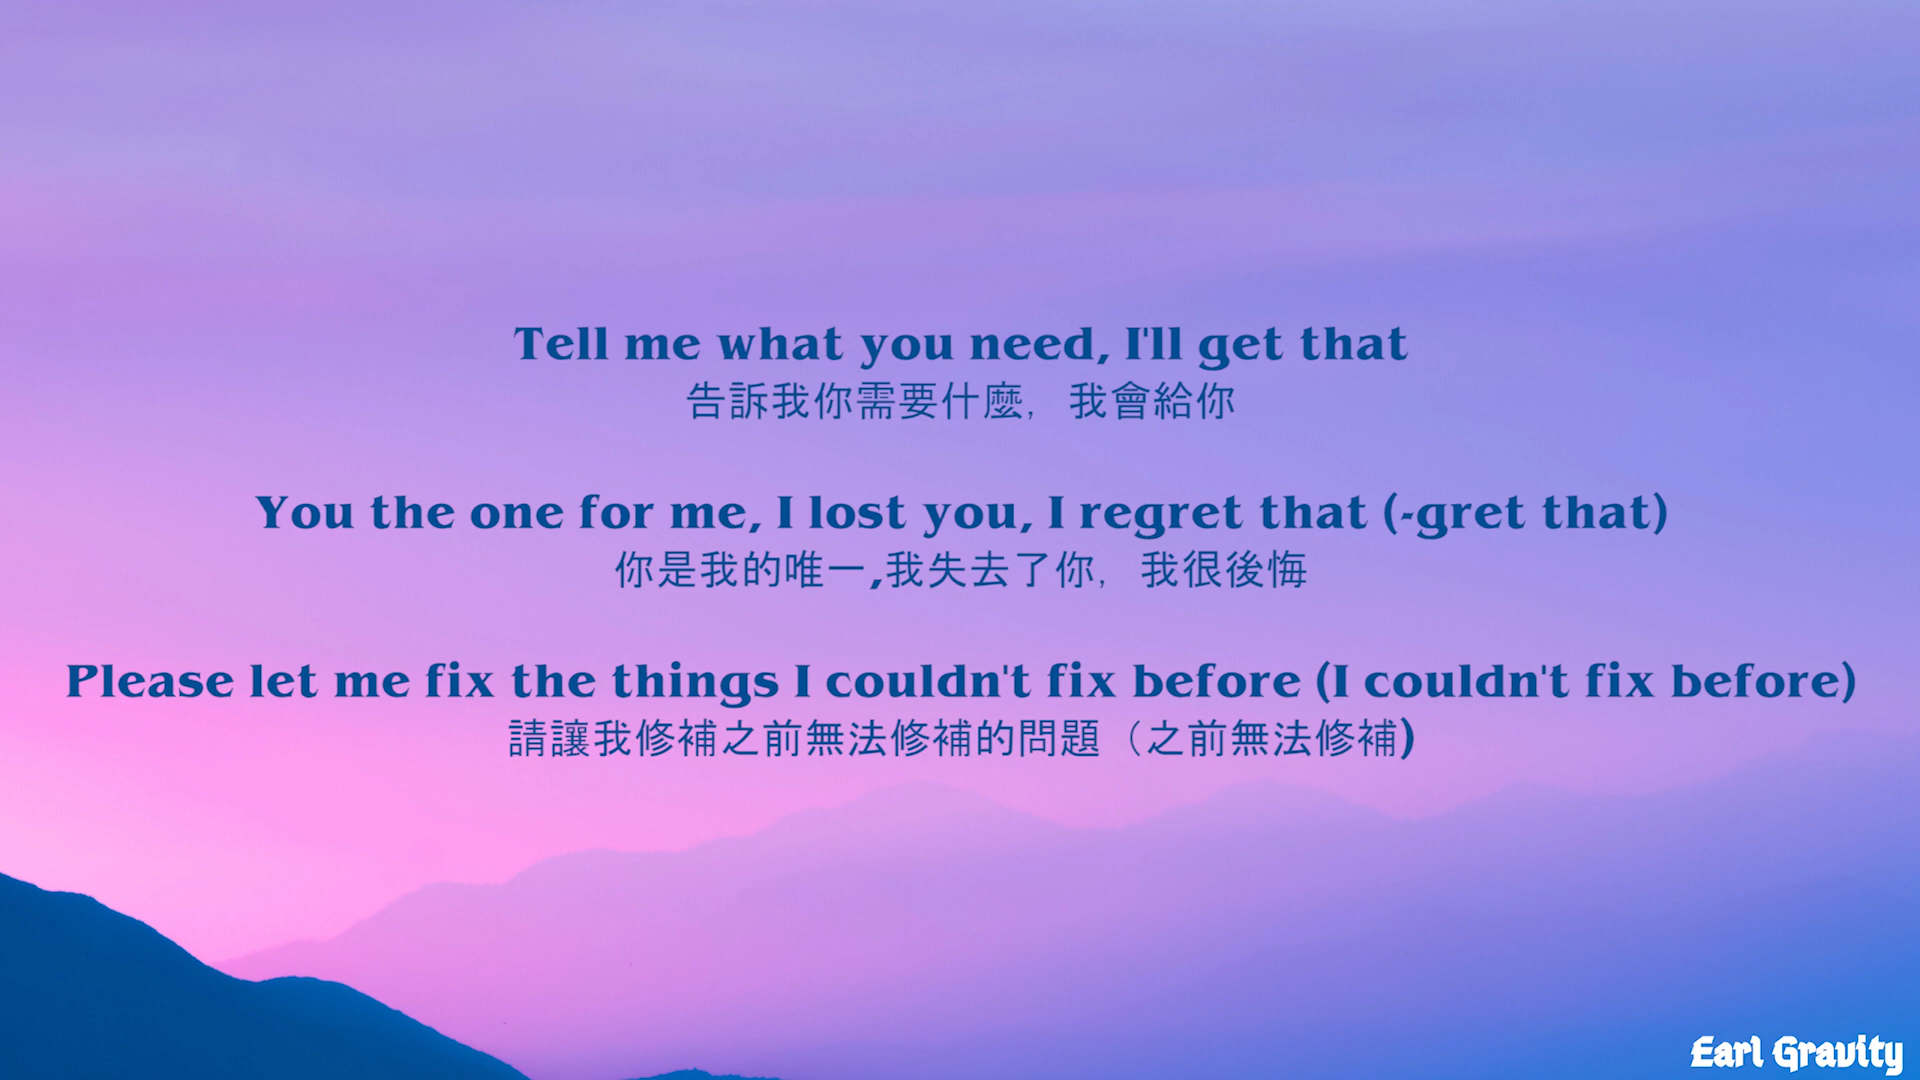 Tell me what you need, I'll get that
告訴我你需要什麼，我會給你
You the one for me, I lost you, I regret that (-gret that)
你是我的唯一,我失去了你，我很後悔
Please let me fix the things I couldn't fix before (I couldn't fix before)
請讓我修補之前無法修補的問題（之前無法修補)
Earl Gravity